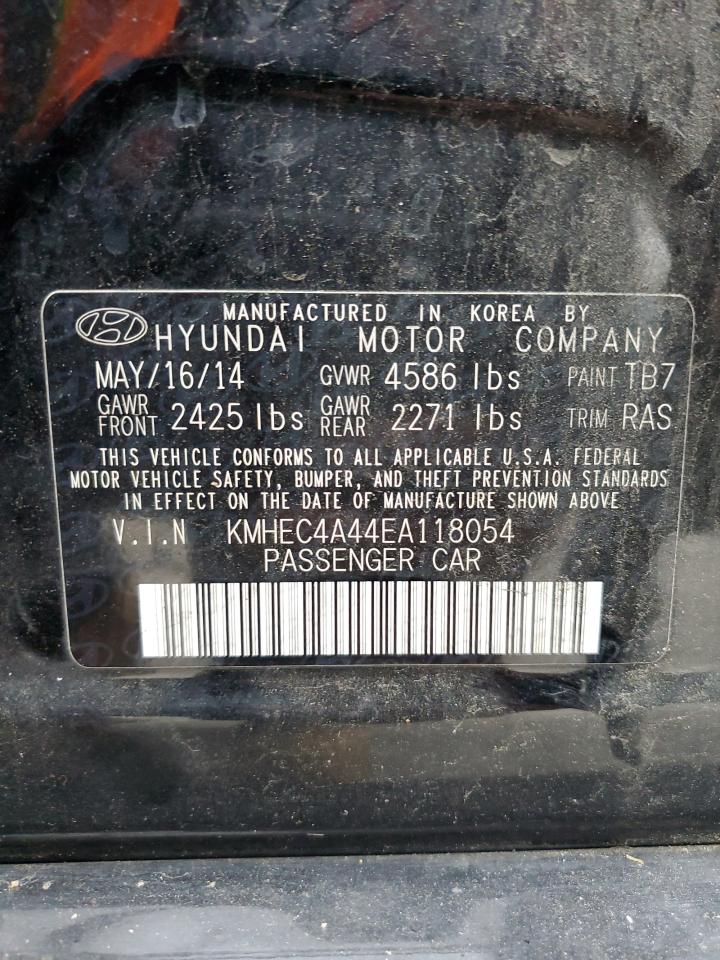 MANUFACTURED IN KOREA BY
HYUNDAI MOTOR COMPANY
MAY/16/14 GVWR 4586 lbs PAINT TB7
GAWR FRONT 2425 lbs GAWR REAR 2271 lbs TRIM RAS
THIS VEHICLE CONFORMS TO ALL APPLICABLE U.S.A. FEDERAL
MOTOR VEHICLE SAFETY, BUMPER, AND THEFT PREVENTION STANDARDS
IN EFFECT ON THE DATE OF MANUFACTURE SHOWN ABOVE
V.I.N KMHEC4A44EA118054
PASSENGER CAR